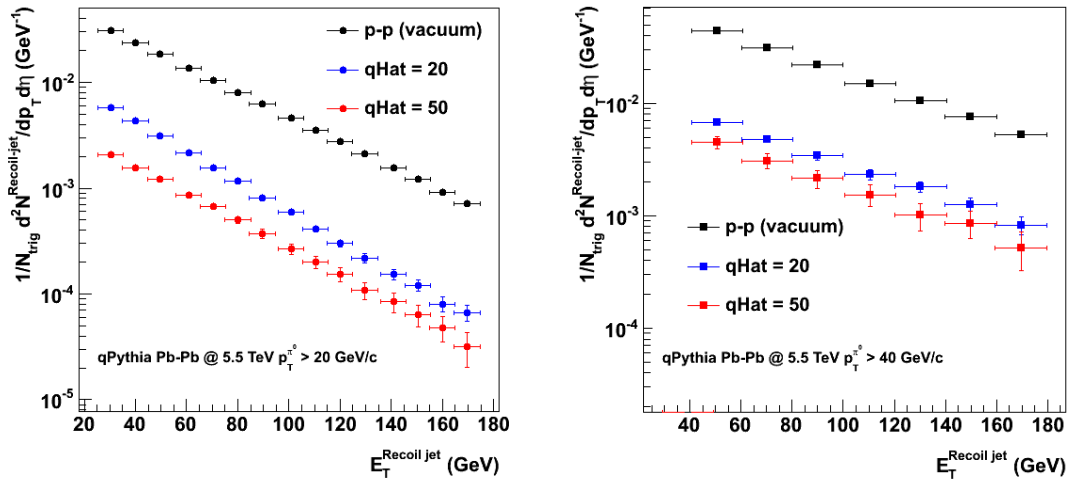 1/N_trig d²N^Recoil-jet/dp_T dη (GeV⁻¹)
10⁻²
10⁻³
10⁻⁴
10⁻⁵
p-p (vacuum)
qHat = 20
qHat = 50
qPythia Pb-Pb @ 5.5 TeV p_T^π⁰ > 20 GeV/c
20 40 60 80 100 120 140 160 180
E_T^Recoil jet (GeV)
1/N_trig d²N^Recoil-jet/dp_T dη (GeV⁻¹)
10⁻²
10⁻³
10⁻⁴
p-p (vacuum)
qHat = 20
qHat = 50
qPythia Pb-Pb @ 5.5 TeV p_T^π⁰ > 40 GeV/c
40 60 80 100 120 140 160 180
E_T^Recoil jet (GeV)